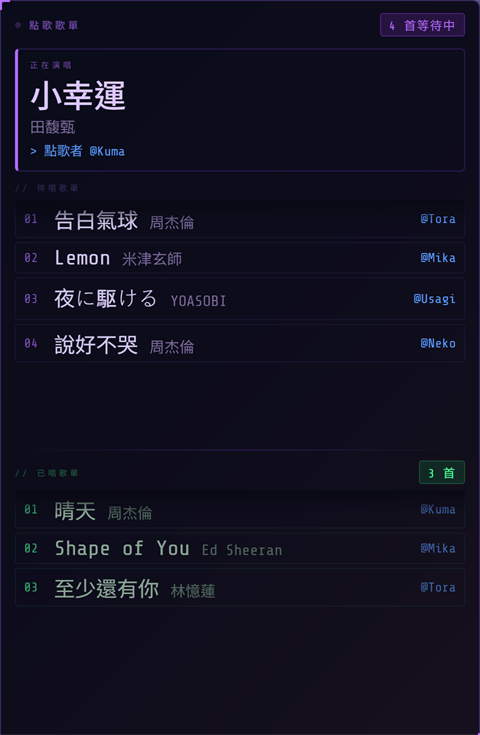 點歌歌單
4 首等待中
正在演唱
小幸運
田馥甄
> 點歌者 @Kuma
// 待唱歌單
01 告白氣球 周杰倫 @Tora
02 Lemon 米津玄師 @Mika
03 夜に駆ける YOASOBI @Usagi
04 說好不哭 周杰倫 @Neko
// 已唱歌單
3 首
01 晴天 周杰倫 @Kuma
02 Shape of You Ed Sheeran @Mika
03 至少還有你 林憶蓮 @Tora